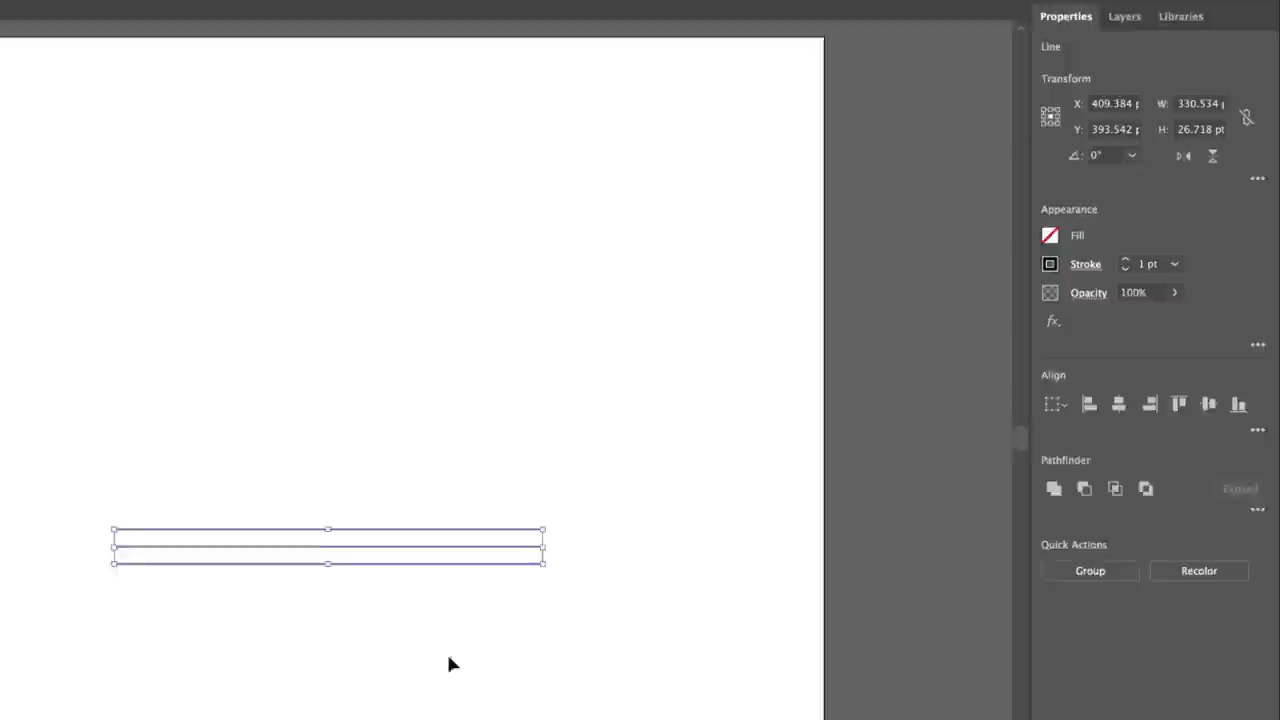 Properties Layers Libraries
Line
Transform
X: 409.384 p W: 330.534 p
Y: 393.542 p H: 26.718 pt
0°
Appearance
Fill
Stroke 1 pt
Opacity 100%
fx.
Align
Pathfinder
Expand
Quick Actions
Group Recolor